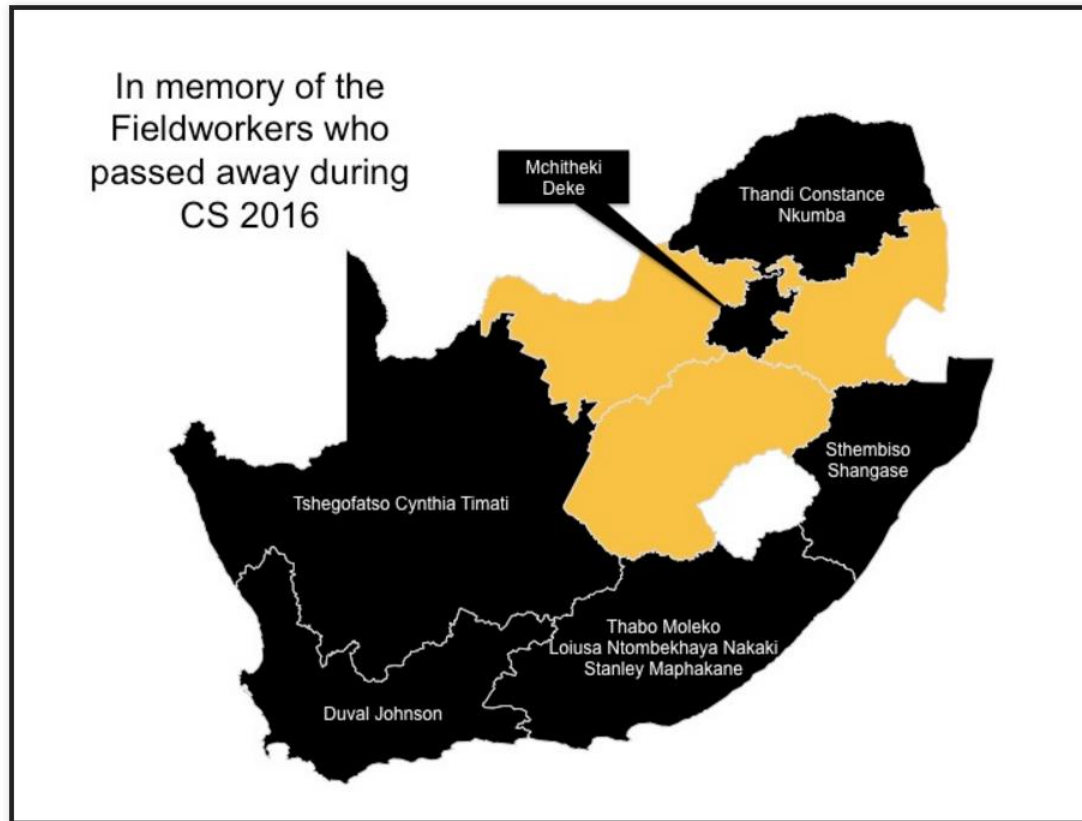 In memory of the
Fieldworkers who
passed away during
CS 2016
Mchitheki
Deke
Thandi Constance
Nkumba
Sthembiso
Shangase
Tshegofatso Cynthia Timati
Thabo Moleko
Loiusa Ntombekhaya Nakaki
Stanley Maphakane
Duval Johnson